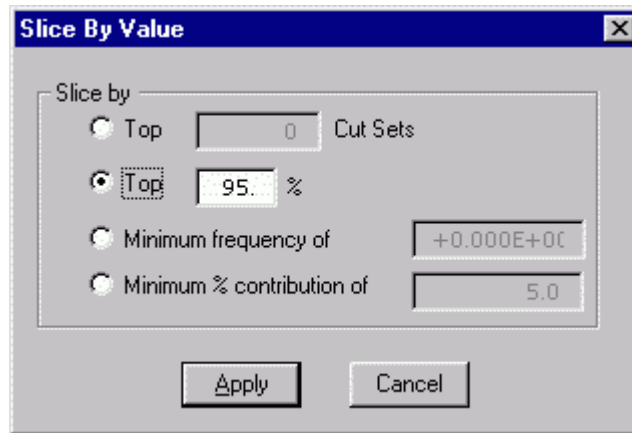 Slice By Value
Slice by
Top 0 Cut Sets
Top 95. %
Minimum frequency of +0.000E+00
Minimum % contribution of 5.0
Apply Cancel